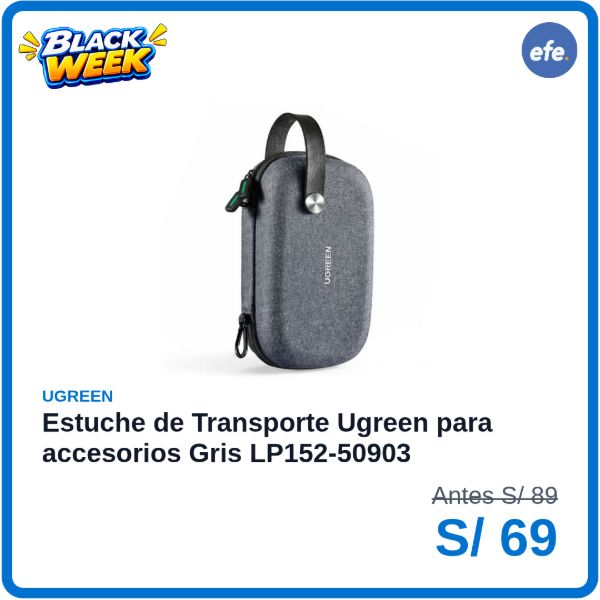 BLACK
WEEK
efe.
UGREEN
UGREEN
Estuche de Transporte Ugreen para
accesorios Gris LP152-50903
Antes S/ 89
S/ 69